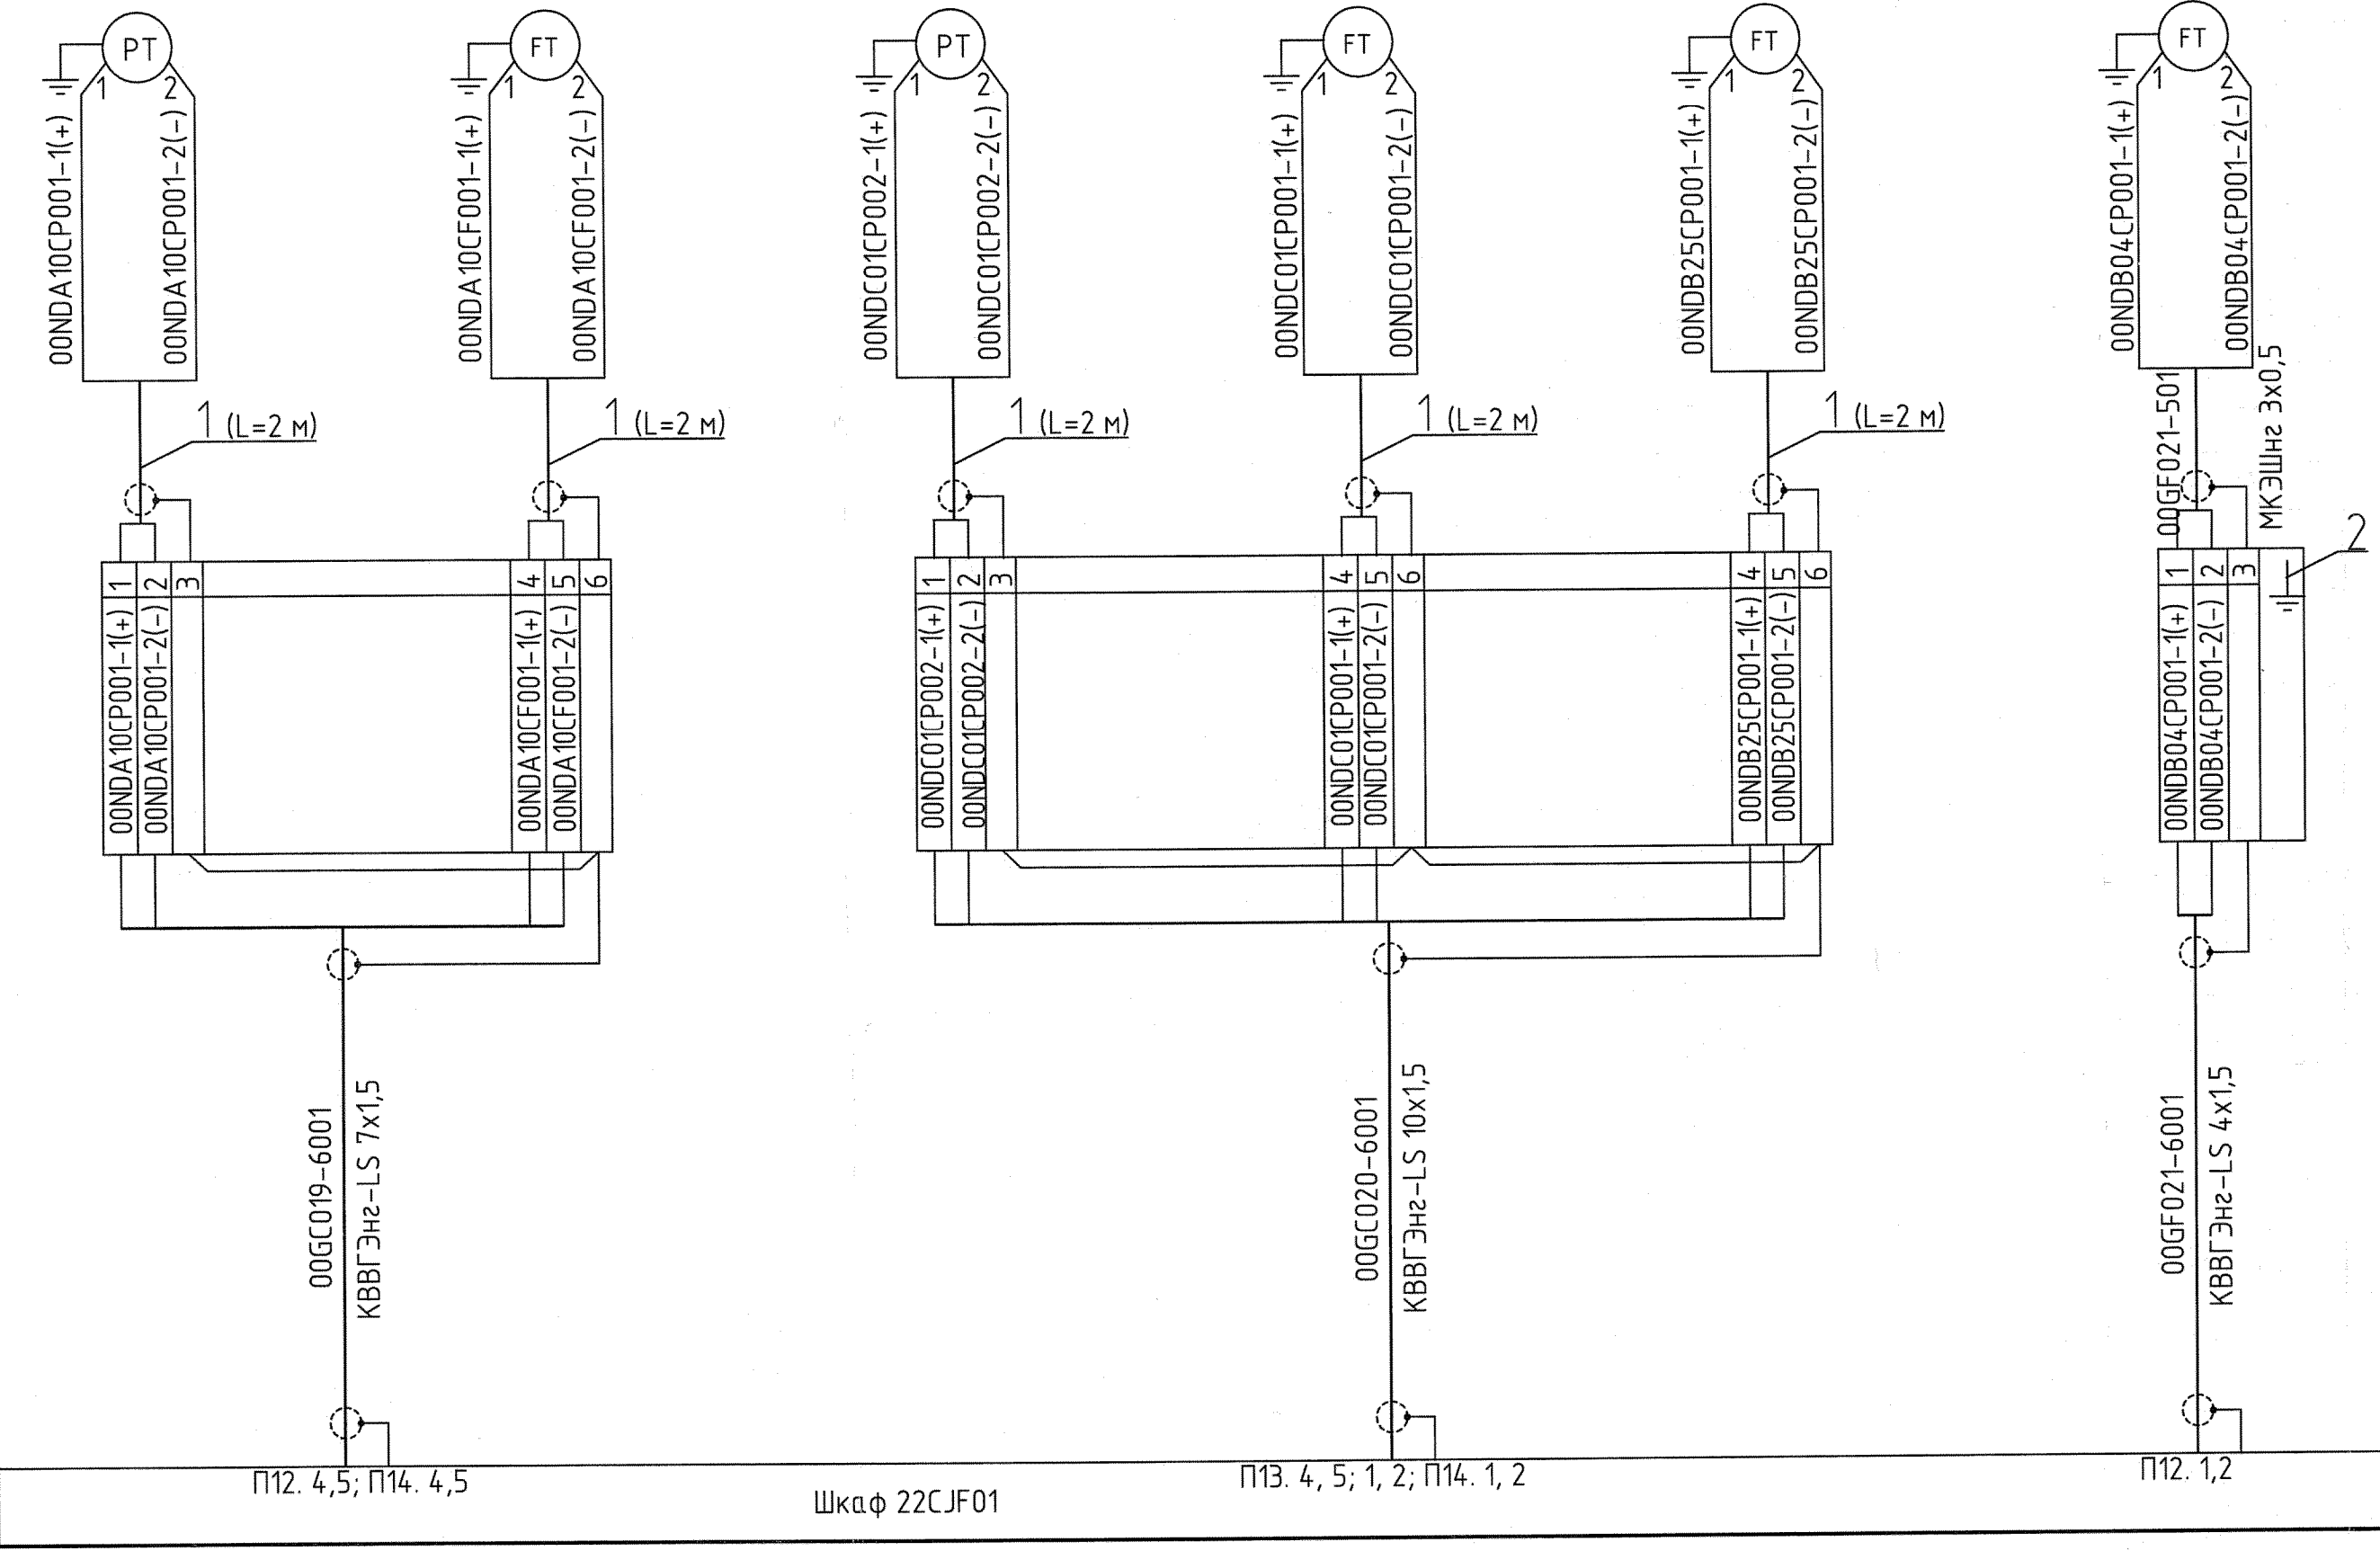 PT
FT
PT
FT
FT
FT
1
2
1
2
1
2
1
2
1
2
1
2
00NDA10CP001-1(+)
00NDA10CP001-2(-)
00NDA10CF001-1(+)
00NDA10CF001-2(-)
00NDC01CP002-1(+)
00NDC01CP002-2(-)
00NDC01CP001-1(+)
00NDC01CP001-2(-)
00NDB25CP001-1(+)
00NDB25CP001-2(-)
00NDB04CP001-1(+)
00NDB04CP001-2(-)
1 (L=2 м)
1 (L=2 м)
1 (L=2 м)
1 (L=2 м)
1 (L=2 м)
00GF021-501
МКЭШнг 3х0,5
2
1
2
3
4
5
6
1
2
3
4
5
6
4
5
6
1
2
3
00NDA10CP001-1(+)
00NDA10CP001-2(-)
00NDA10CF001-1(+)
00NDA10CF001-2(-)
00NDC01CP002-1(+)
00NDC01CP002-2(-)
00NDC01CP001-1(+)
00NDC01CP001-2(-)
00NDB25CP001-1(+)
00NDB25CP001-2(-)
00NDB04CP001-1(+)
00NDB04CP001-2(-)
00GC019-6001
КВВГЭнг-LS 7х1,5
00GC020-6001
КВВГЭнг-LS 10х1,5
00GF021-6001
КВВГЭнг-LS 4х1,5
П12. 4,5; П14. 4,5
П13. 4, 5; 1, 2; П14. 1, 2
П12. 1,2
Шкаф 22CJF01